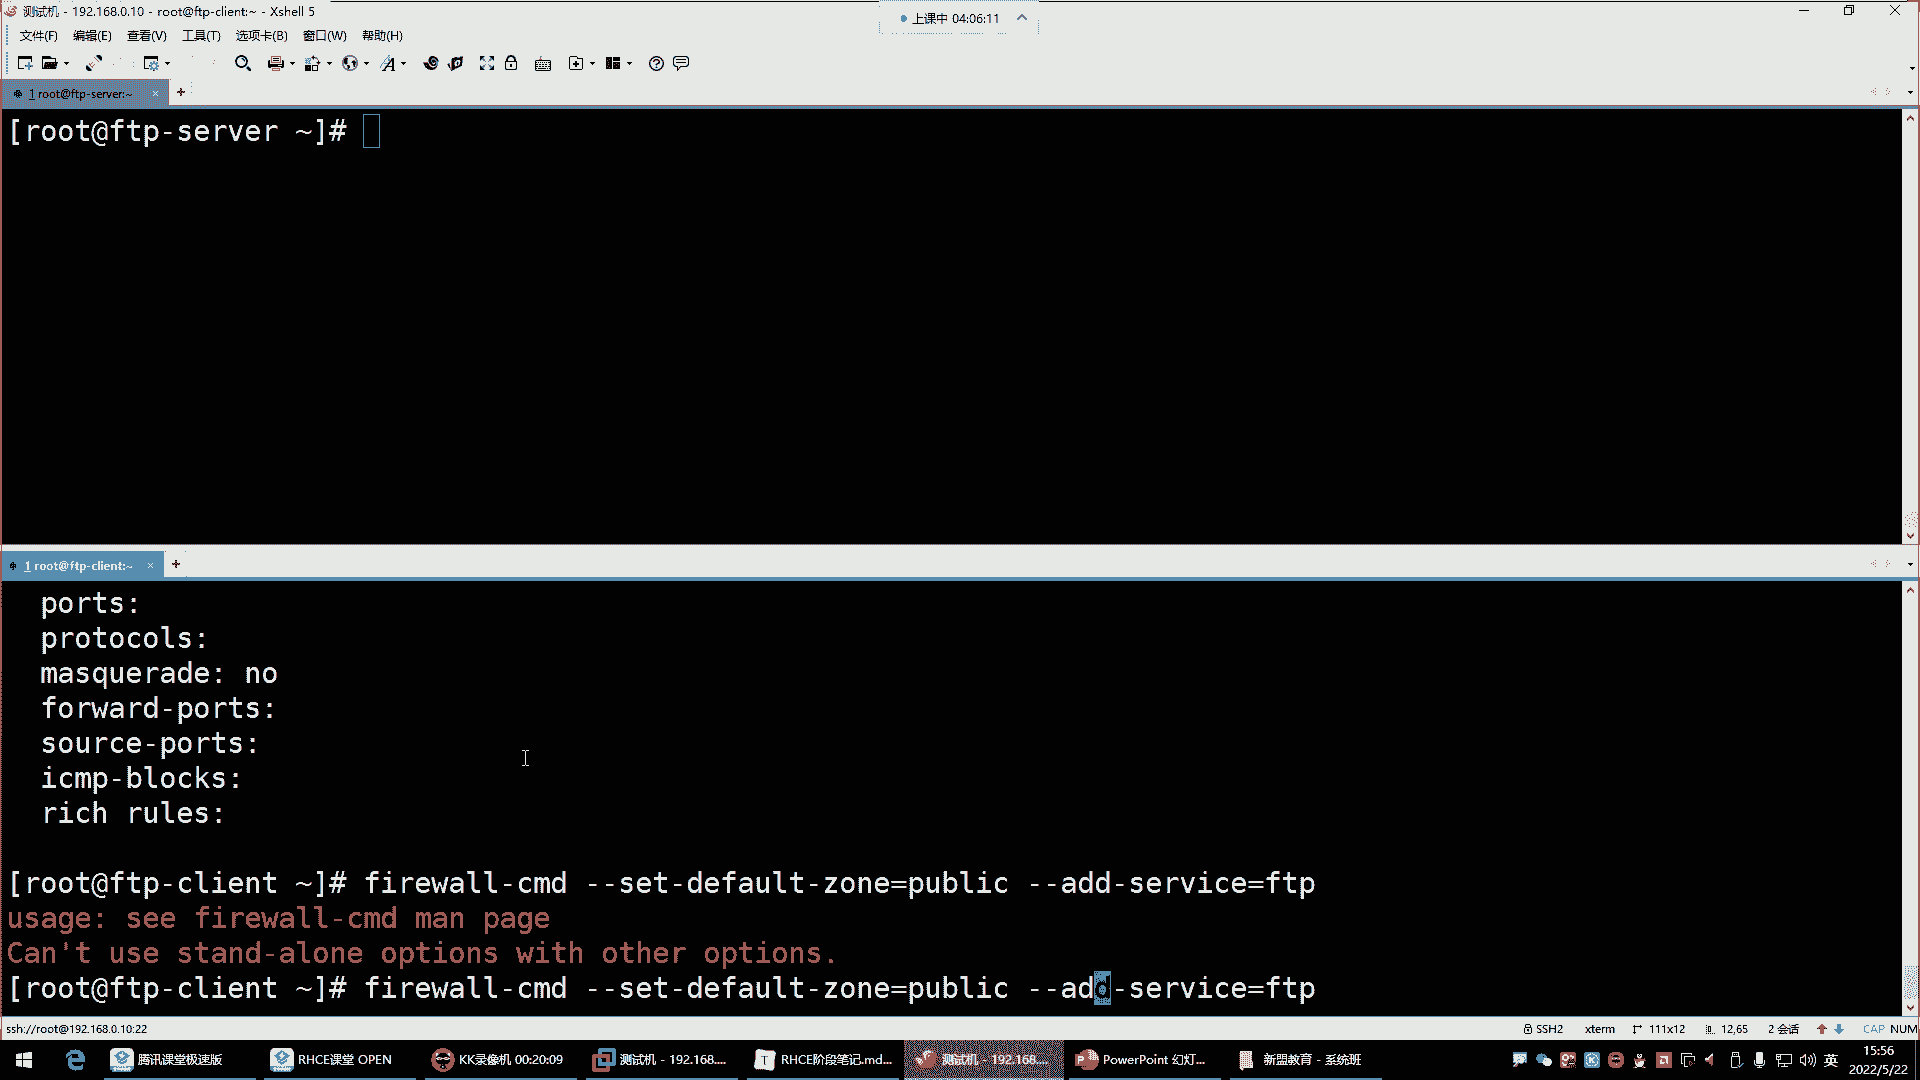 测试机 - 192.168.0.10 - root@ftp-client:~ - Xshell 5
上课中 04:06:11
文件(F) 编辑(E) 查看(V) 工具(T) 选项卡(B) 窗口(W) 帮助(H)
1 root@ftp-server:~
[root@ftp-server ~]#
1 root@ftp-client:~
ports:
protocols:
masquerade: no
forward-ports:
source-ports:
icmp-blocks:
rich rules:
[root@ftp-client ~]# firewall-cmd --set-default-zone=public --add-service=ftp
usage: see firewall-cmd man page
Can't use stand-alone options with other options.
[root@ftp-client ~]# firewall-cmd --set-default-zone=public --add-service=ftp
ssh://root@192.168.0.10:22 SSH2 xterm 111x12 12,65 2 会话 CAP NUM
腾讯课堂极速版 RHCE课堂 OPEN KK录像机 00:20:09 测试机 - 192.168.... RHCE阶段笔记.md... 测试机 - 192.168.... PowerPoint 幻灯... 新盟教育 - 系统班 英 15:56
2022/5/22